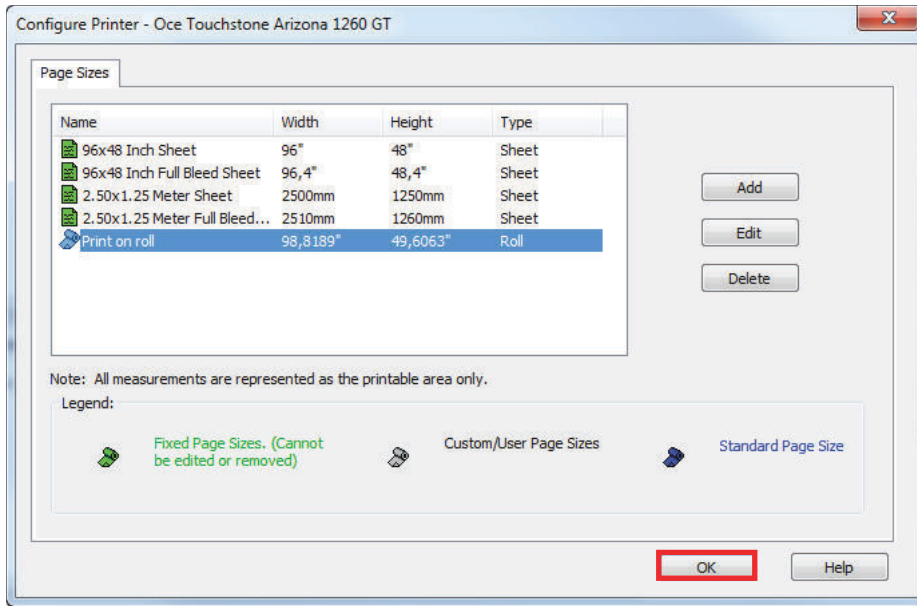 Configure Printer - Oce Touchstone Arizona 1260 GT
Page Sizes
Name Width Height Type
96x48 Inch Sheet 96" 48" Sheet
96x48 Inch Full Bleed Sheet 96,4" 48,4" Sheet
2.50x1.25 Meter Sheet 2500mm 1250mm Sheet
2.50x1.25 Meter Full Bleed... 2510mm 1260mm Sheet
Print on roll 98,8189" 49,6063" Roll
Add
Edit
Delete
Note: All measurements are represented as the printable area only.
Legend:
Fixed Page Sizes. (Cannot
be edited or removed)
Custom/User Page Sizes
Standard Page Size
OK
Help